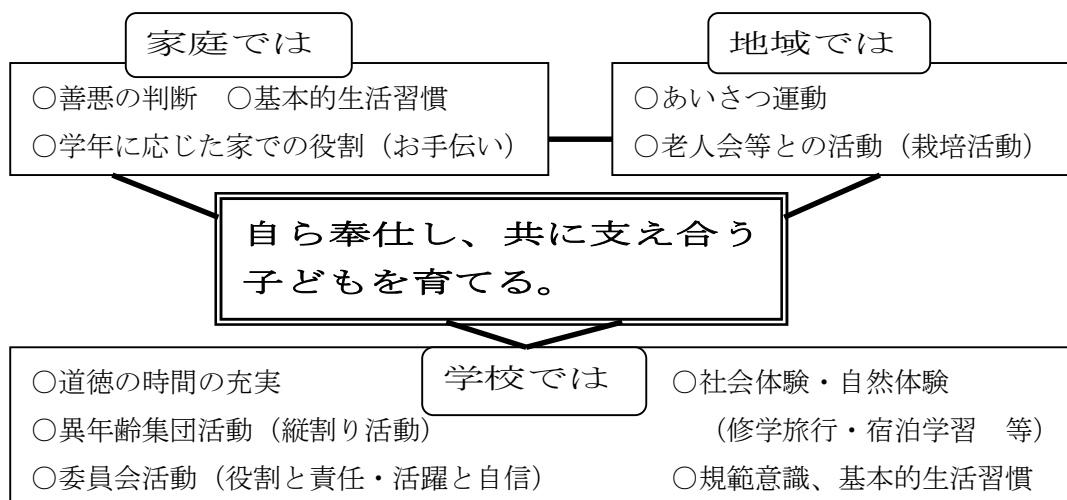 家庭では
○善悪の判断　○基本的生活習慣
○学年に応じた家での役割（お手伝い）
地域では
○あいさつ運動
○老人会等との活動（栽培活動）
自ら奉仕し、共に支え合う
子どもを育てる。
学校では
○道徳の時間の充実
○異年齢集団活動（縦割り活動）
○委員会活動（役割と責任・活躍と自信）
○社会体験・自然体験
（修学旅行・宿泊学習　等）
○規範意識、基本的生活習慣